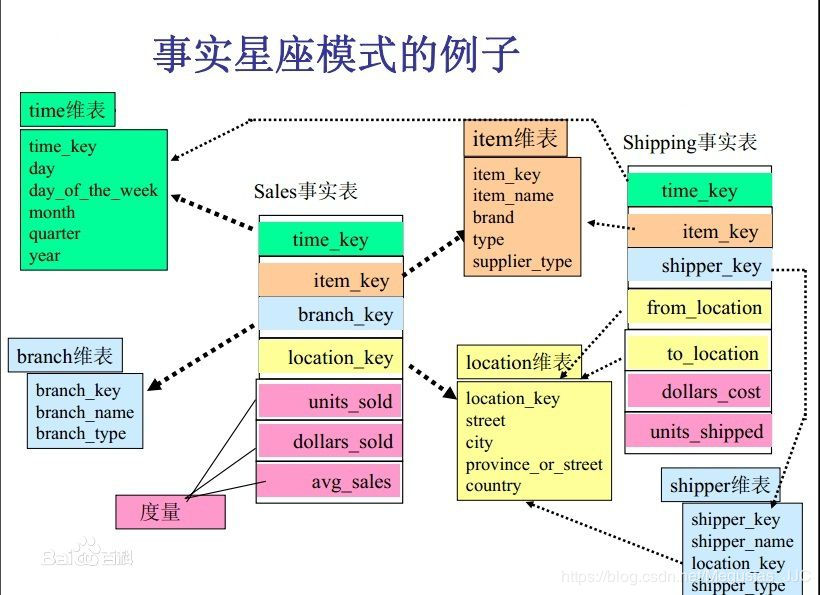 事实星座模式的例子
time维表
time_key
day
day_of_the_week
month
quarter
year
Sales事实表
time_key
item_key
branch_key
location_key
units_sold
dollars_sold
avg_sales
度量
branch维表
branch_key
branch_name
branch_type
item维表
item_key
item_name
brand
type
supplier_type
location维表
location_key
street
city
province_or_street
country
Shipping事实表
time_key
item_key
shipper_key
from_location
to_location
dollars_cost
units_shipped
shipper维表
shipper_key
shipper_name
location_key
shipper_type
Bai百科